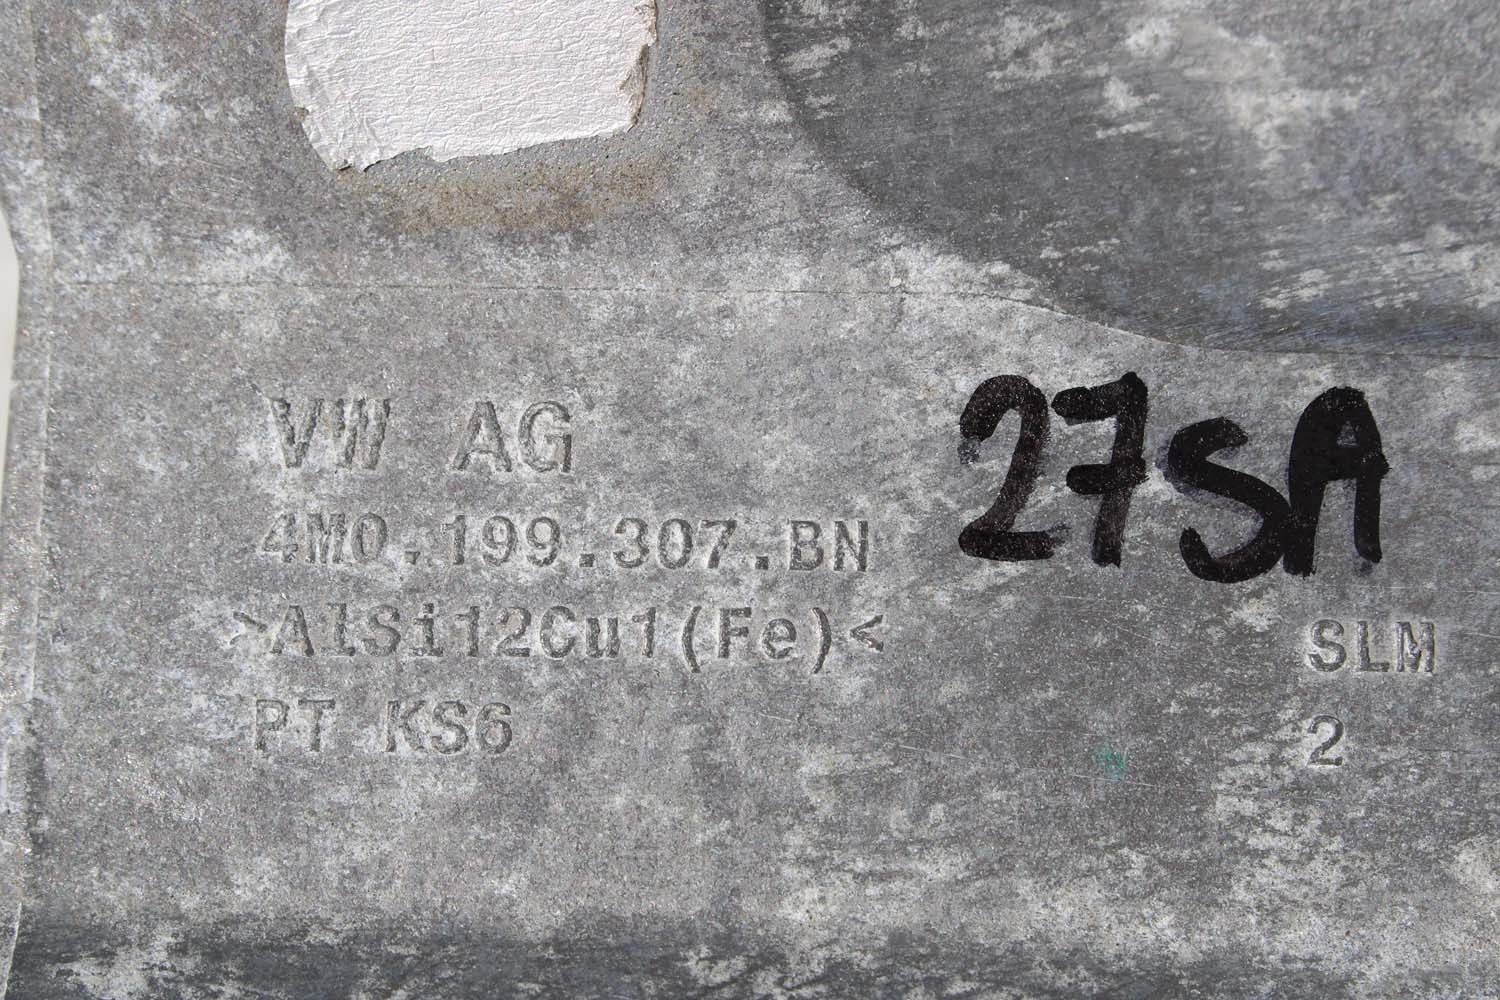 VW AG
4M0.199.307.BN
>AlSi12Cu1(Fe)<
PT KS6
27SA
SLM
2